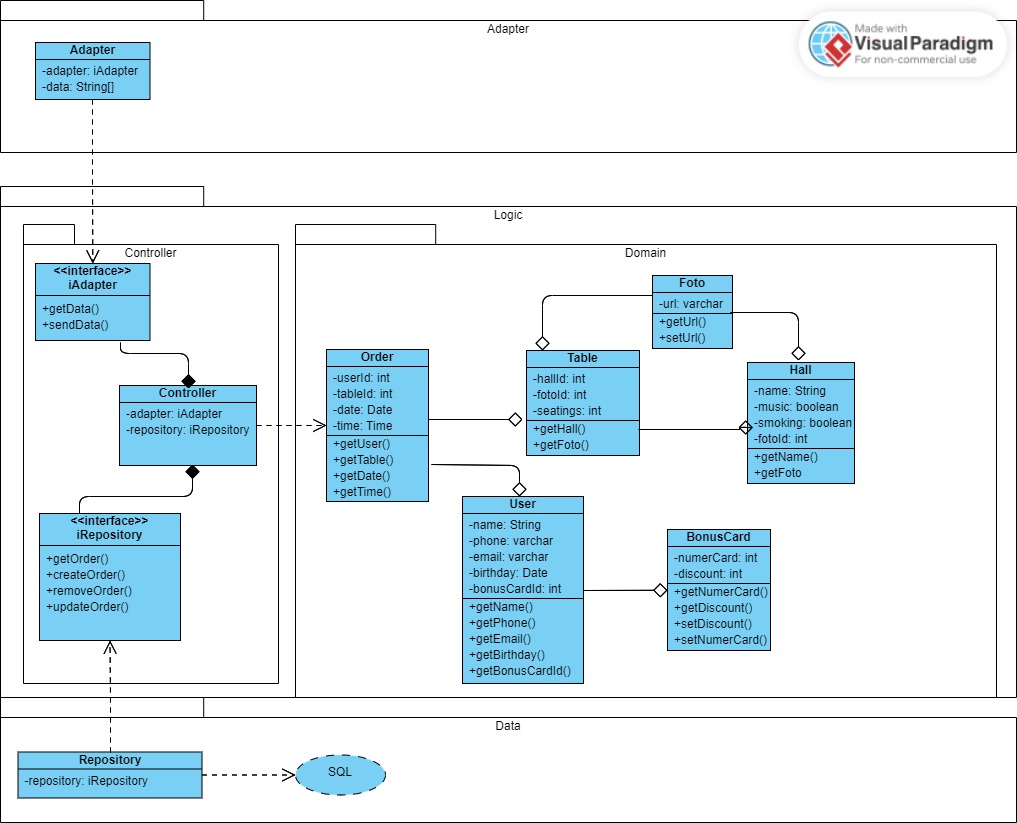 Adapter
Made with
VisualParadigm
For non-commercial use
Adapter
-adapter: iAdapter
-data: String[]
Logic
Controller
<<interface>>
iAdapter
+getData()
+sendData()
Controller
-adapter: iAdapter
-repository: iRepository
<<interface>>
iRepository
+getOrder()
+createOrder()
+removeOrder()
+updateOrder()
Domain
Foto
-url: varchar
+getUrl()
+setUrl()
Order
-userId: int
-tableId: int
-date: Date
-time: Time
+getUser()
+getTable()
+getDate()
+getTime()
Table
-hallId: int
-fotoId: int
-seatings: int
+getHall()
+getFoto()
Hall
-name: String
-music: boolean
-smoking: boolean
-fotoId: int
+getName()
+getFoto
User
-name: String
-phone: varchar
-email: varchar
-birthday: Date
-bonusCardId: int
+getName()
+getPhone()
+getEmail()
+getBirthday()
+getBonusCardId()
BonusCard
-numerCard: int
-discount: int
+getNumerCard()
+getDiscount()
+setDiscount()
+setNumerCard()
Data
Repository
-repository: iRepository
SQL